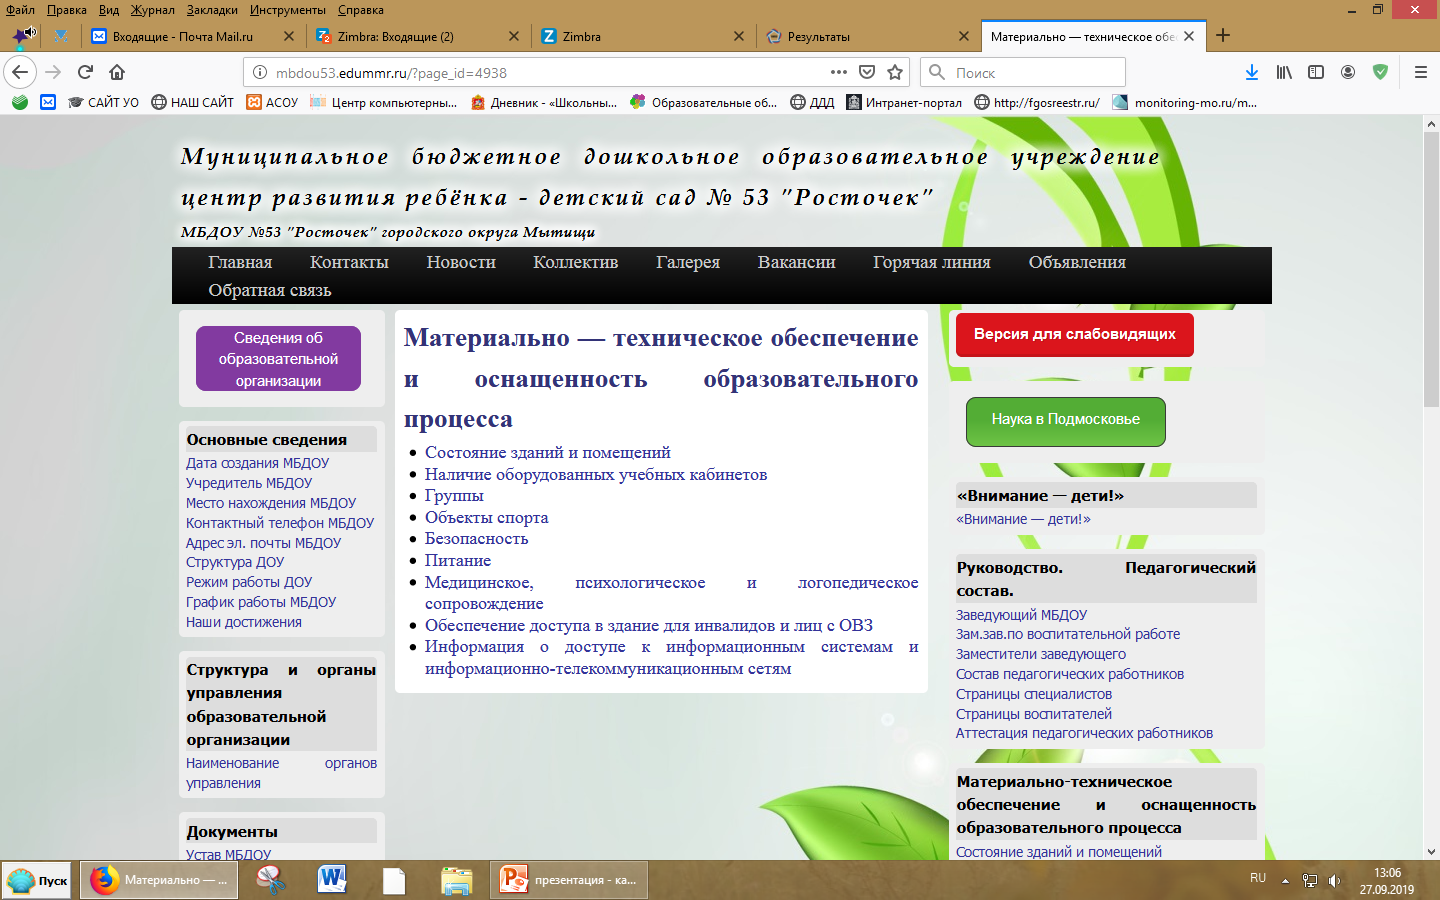 Файл Правка Вид Журнал Закладки Инструменты Справка
Входящие - Почта Mail.ru
Zimbra: Входящие (2)
Zimbra
Результаты
Материально — техническое обе
mbdou53.edummr.ru/?page_id=4938
Поиск
САЙТ УО
НАШ САЙТ
АСОУ
Центр компьютерны...
Дневник - «Школьны...
Образовательные об...
ДДД
Интранет-портал
http://fgosreestr.ru/
monitoring-mo.ru/m...
Муниципальное бюджетное дошкольное образовательное учреждение
центр развития ребёнка - детский сад № 53 "Росточек"
МБДОУ №53 "Росточек" городского округа Мытищи
Главная Контакты Новости Коллектив Галерея Вакансии Горячая линия Объявления
Обратная связь
Сведения об
образовательной
организации
Основные сведения
Дата создания МБДОУ
Учредитель МБДОУ
Место нахождения МБДОУ
Контактный телефон МБДОУ
Адрес эл. почты МБДОУ
Структура ДОУ
Режим работы ДОУ
График работы МБДОУ
Наши достижения
Структура и органы
управления
образовательной
организации
Наименование органов
управления
Документы
Устав МБДОУ
Материально — техническое обеспечение
и оснащенность образовательного
процесса
Состояние зданий и помещений
Наличие оборудованных учебных кабинетов
Группы
Объекты спорта
Безопасность
Питание
Медицинское, психологическое и логопедическое
сопровождение
Обеспечение доступа в здание для инвалидов и лиц с ОВЗ
Информация о доступе к информационным системам и
информационно-телекоммуникационным сетям
Версия для слабовидящих
Наука в Подмосковье
«Внимание — дети!»
«Внимание — дети!»
Руководство. Педагогический
состав.
Заведующий МБДОУ
Зам.зав.по воспитательной работе
Заместители заведующего
Состав педагогических работников
Страницы специалистов
Страницы воспитателей
Аттестация педагогических работников
Материально-техническое
обеспечение и оснащенность
образовательного процесса
Состояние зданий и помещений
Пуск
Материально — ...
презентация - ка...
RU
13:06
27.09.2019